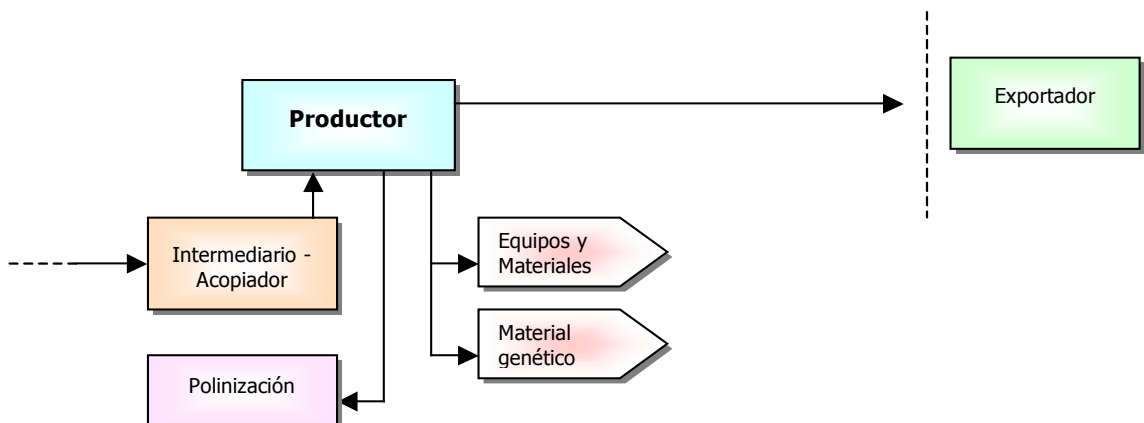 Productor
Exportador
Intermediario -
Acopiador
Equipos y
Materiales
Material
genético
Polinización